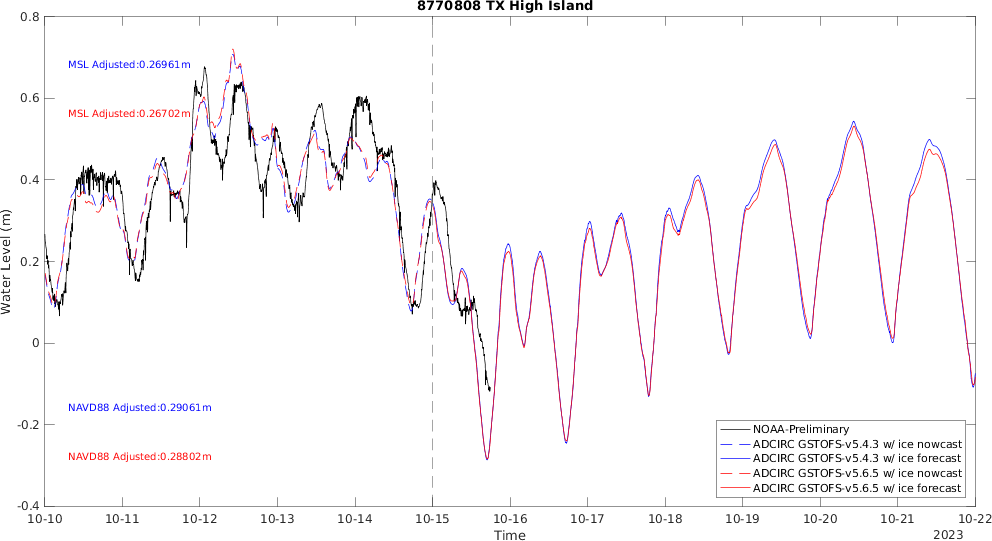 8770808 TX High Island
0.8
0.6
0.4
0.2
0
-0.2
-0.4
Water Level (m)
MSL Adjusted:0.26961m
MSL Adjusted:0.26702m
NAVD88 Adjusted:0.29061m
NAVD88 Adjusted:0.28802m
NOAA-Preliminary
ADCIRC GSTOFS-v5.4.3 w/ ice nowcast
ADCIRC GSTOFS-v5.4.3 w/ ice forecast
ADCIRC GSTOFS-v5.6.5 w/ ice nowcast
ADCIRC GSTOFS-v5.6.5 w/ ice forecast
10-10 10-11 10-12 10-13 10-14 10-15 10-16 10-17 10-18 10-19 10-20 10-21 10-22
Time
2023